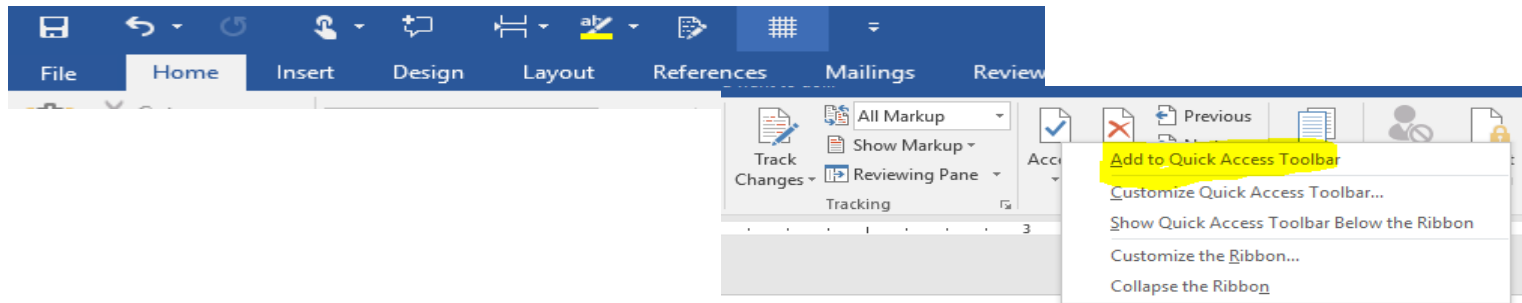 ab
File Home Insert Design Layout References Mailings Review
All Markup
Previous
Show Markup
Track
Changes
Reviewing Pane
Tracking
3
Add to Quick Access Toolbar
Customize Quick Access Toolbar...
Show Quick Access Toolbar Below the Ribbon
Customize the Ribbon...
Collapse the Ribbon